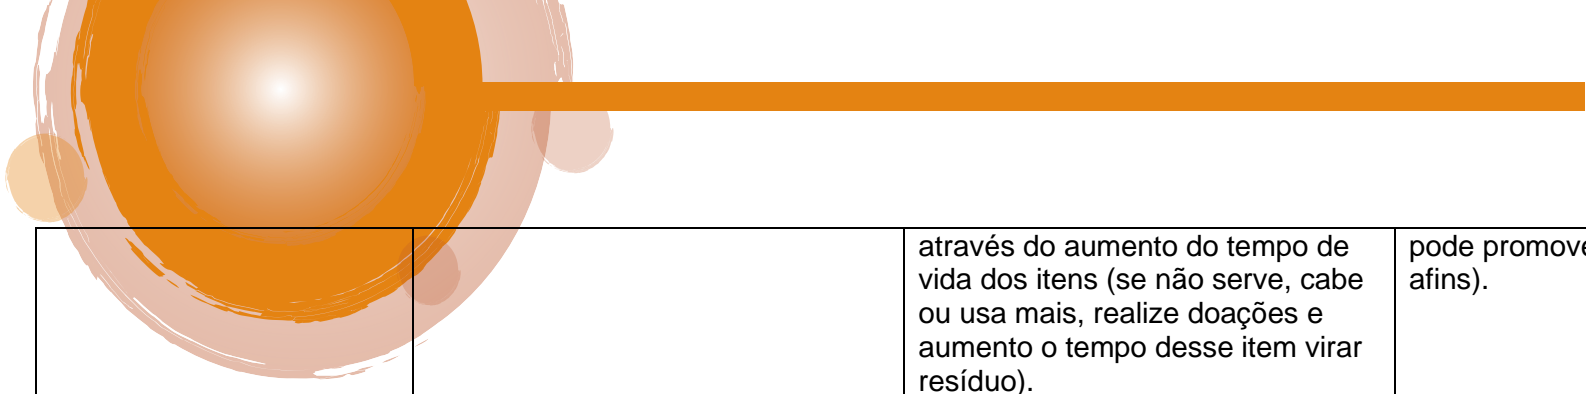 através do aumento do tempo de
vida dos itens (se não serve, cabe
ou usa mais, realize doações e
aumento o tempo desse item virar
resíduo).
pode promove
afins).